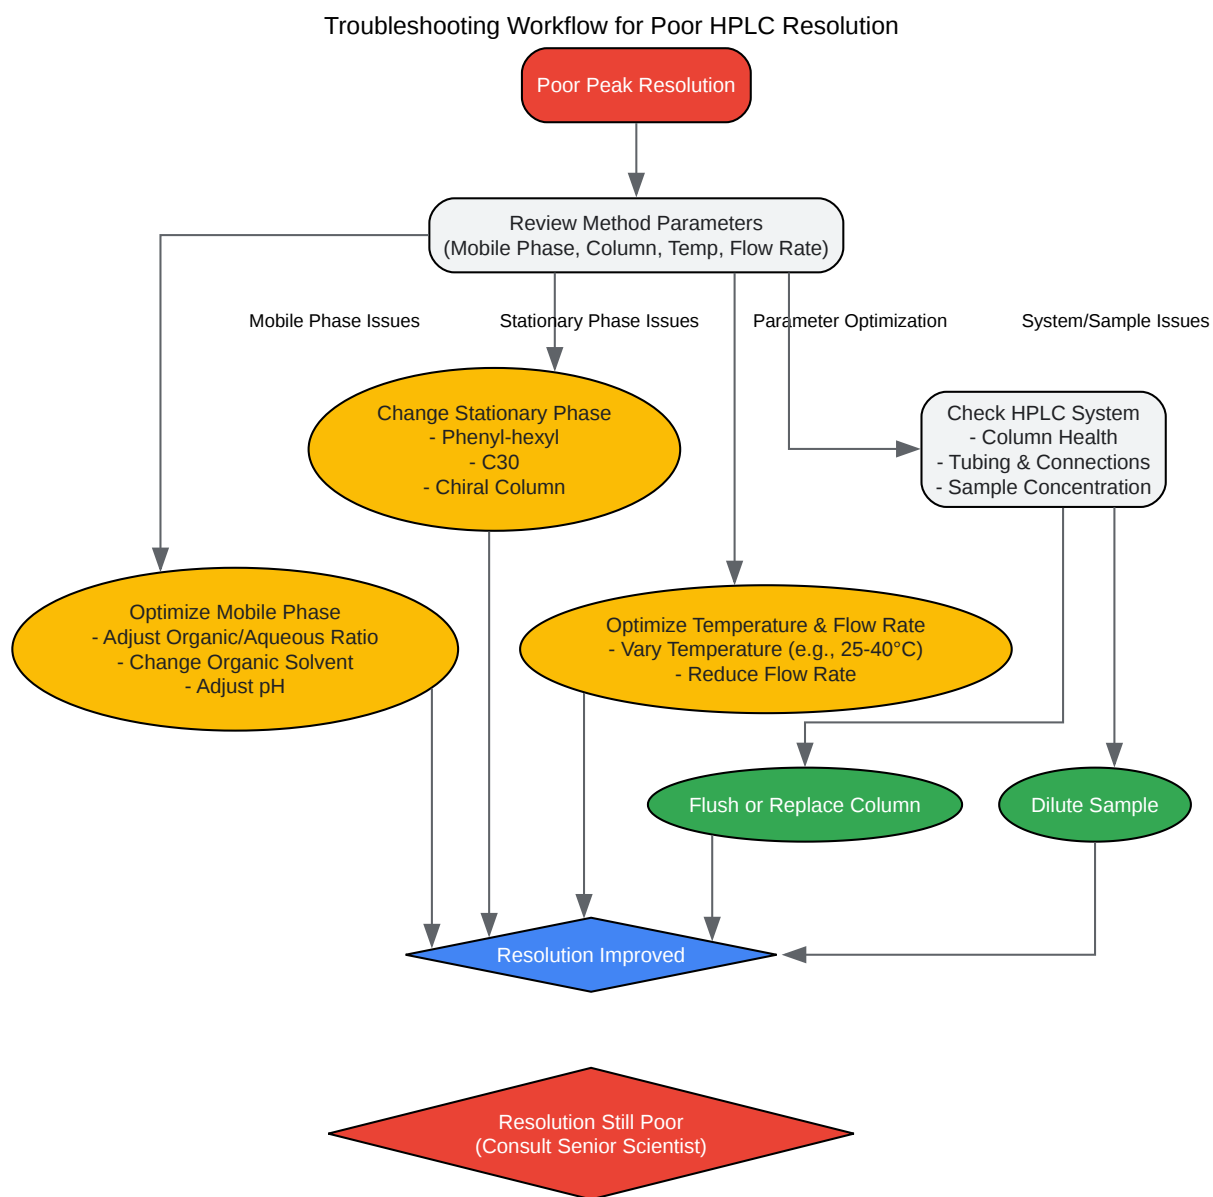 Troubleshooting Workflow for Poor HPLC Resolution
Poor Peak Resolution
Review Method Parameters
(Mobile Phase, Column, Temp, Flow Rate)
Mobile Phase Issues
Stationary Phase Issues
Parameter Optimization
System/Sample Issues
Change Stationary Phase
- Phenyl-hexyl
- C30
- Chiral Column
Check HPLC System
- Column Health
- Tubing & Connections
- Sample Concentration
Optimize Mobile Phase
- Adjust Organic/Aqueous Ratio
- Change Organic Solvent
- Adjust pH
Optimize Temperature & Flow Rate
- Vary Temperature (e.g., 25-40°C)
- Reduce Flow Rate
Flush or Replace Column
Dilute Sample
Resolution Improved
Resolution Still Poor
(Consult Senior Scientist)